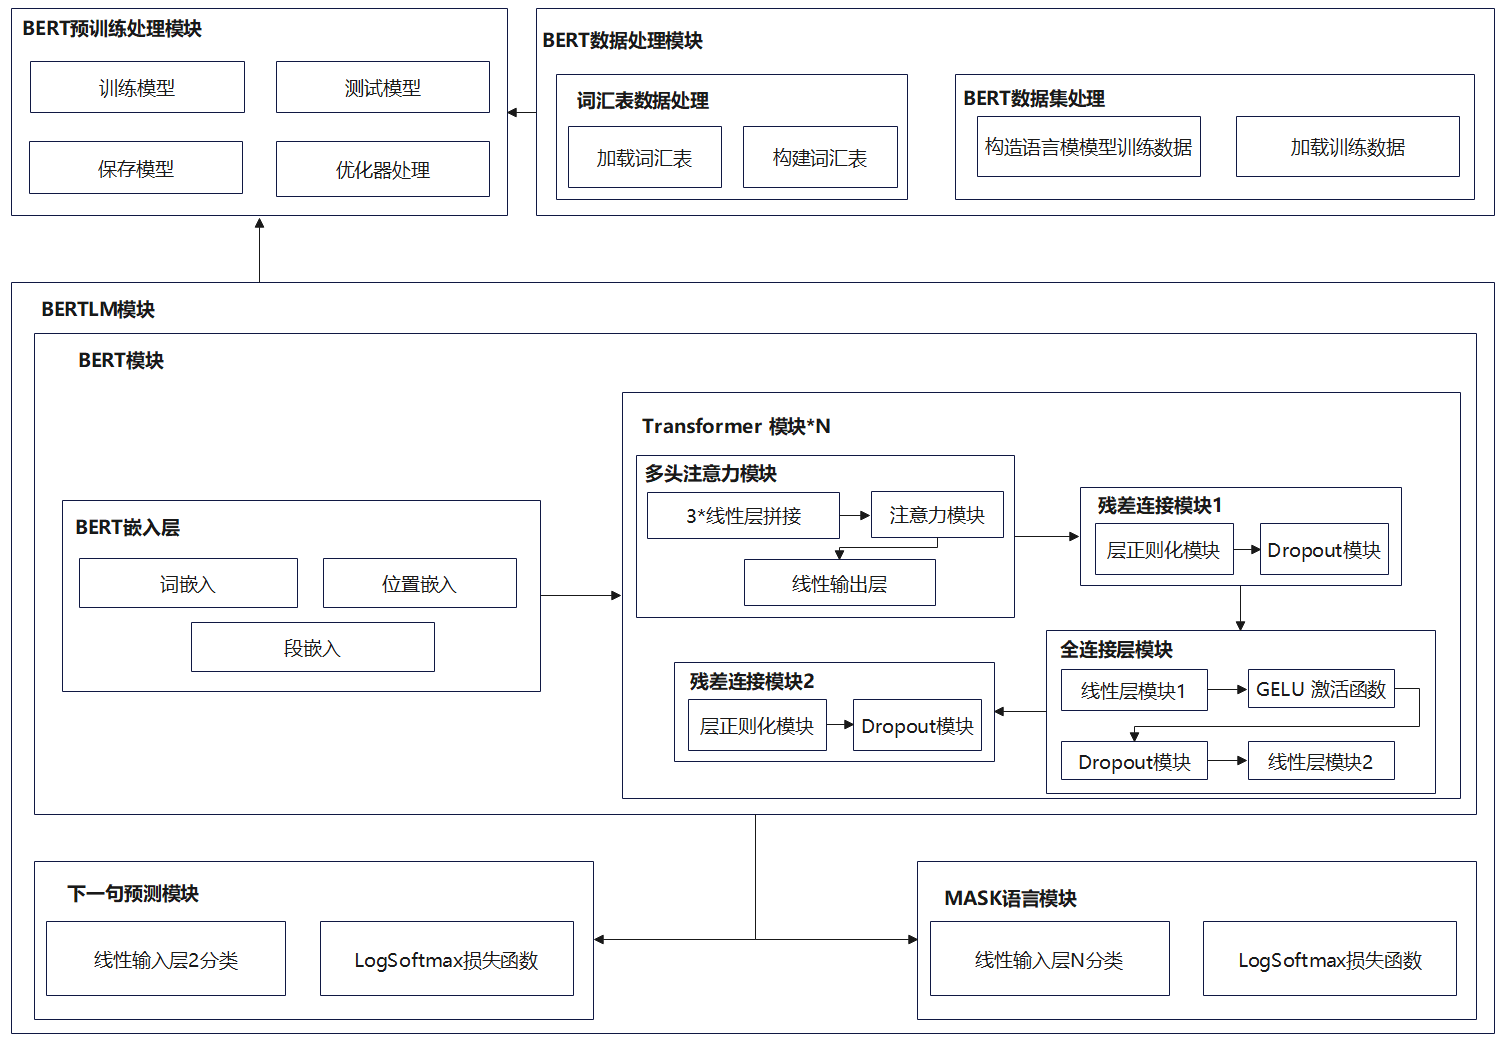 BERT预训练处理模块
训练模型
测试模型
保存模型
优化器处理
BERT数据处理模块
词汇表数据处理
加载词汇表
构建词汇表
BERT数据集处理
构造语言模模型训练数据
加载训练数据
BERTLM模块
BERT模块
BERT嵌入层
词嵌入
位置嵌入
段嵌入
Transformer 模块*N
多头注意力模块
3*线性层拼接
注意力模块
线性输出层
残差连接模块1
层正则化模块
Dropout模块
全连接层模块
线性层模块1
GELU 激活函数
Dropout模块
线性层模块2
残差连接模块2
层正则化模块
Dropout模块
下一句预测模块
线性输入层2分类
LogSoftmax损失函数
MASK语言模块
线性输入层N分类
LogSoftmax损失函数